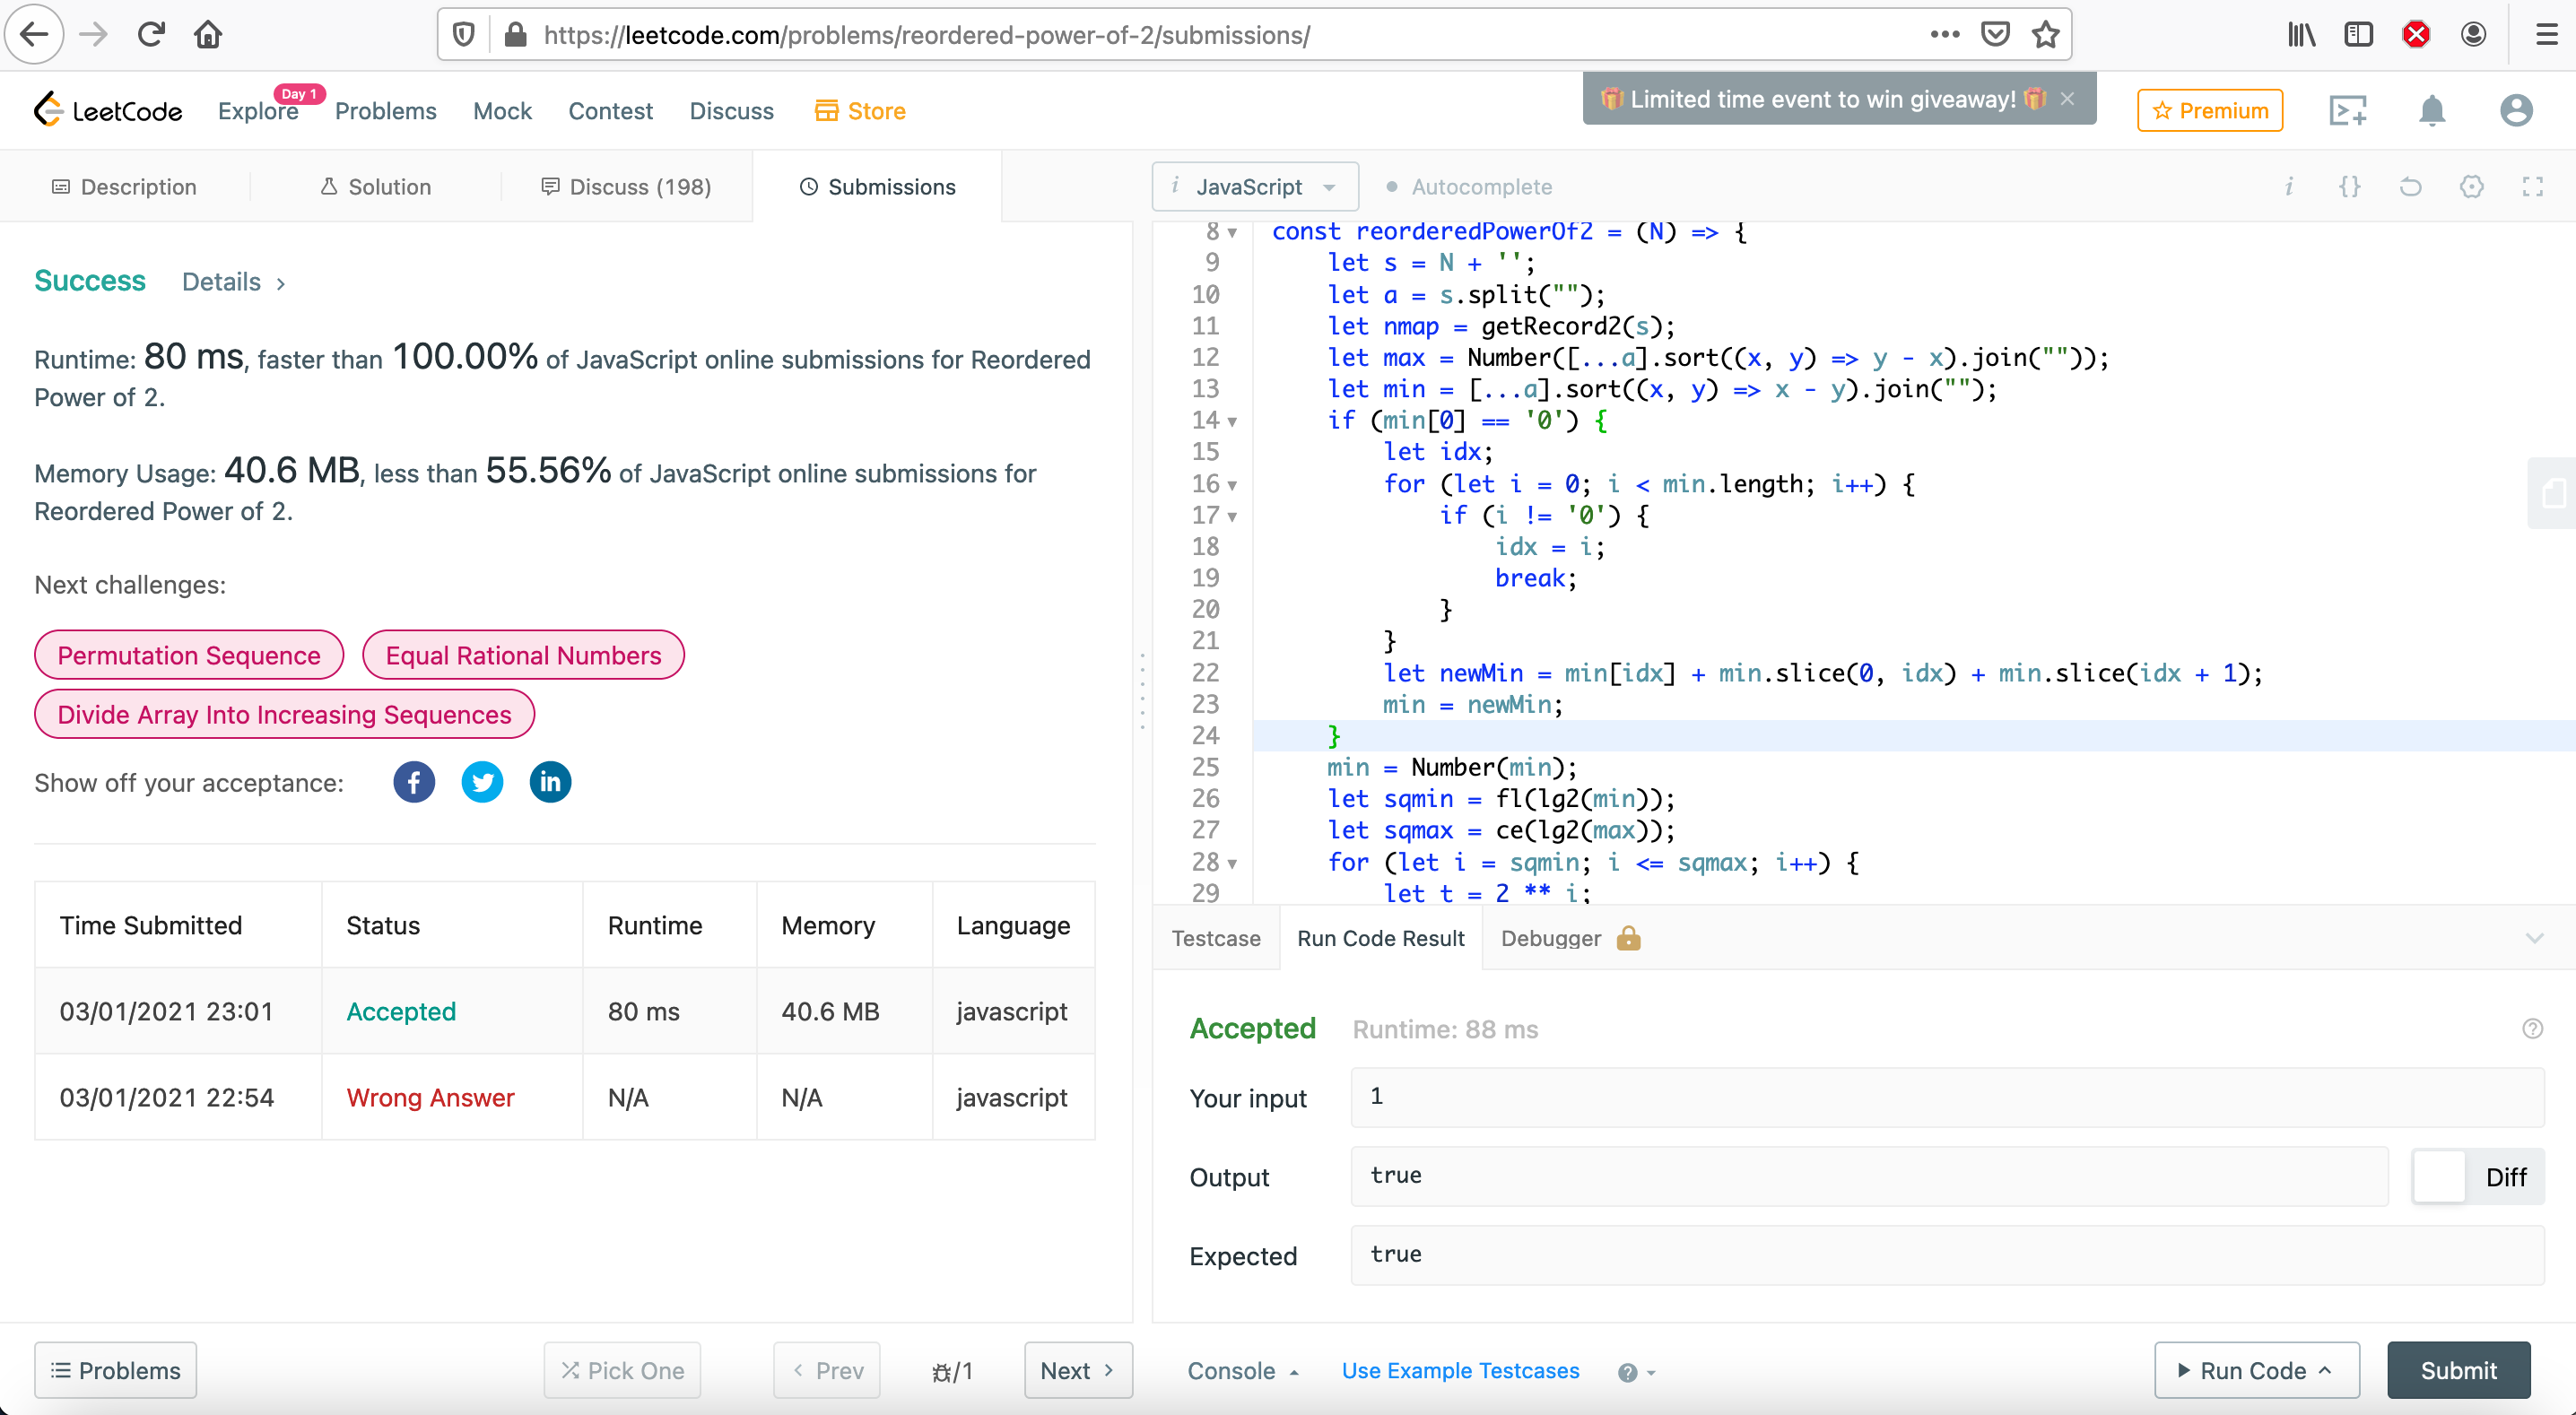 https://leetcode.com/problems/reordered-power-of-2/submissions/
LeetCode
Explore
Day 1
Problems
Mock
Contest
Discuss
Store
🎁 Limited time event to win giveaway! 🎁 ×
Premium
Description
Solution
Discuss (198)
Submissions
Success
Details >
Runtime: 80 ms, faster than 100.00% of JavaScript online submissions for Reordered
Power of 2.
Memory Usage: 40.6 MB, less than 55.56% of JavaScript online submissions for
Reordered Power of 2.
Next challenges:
Permutation Sequence
Equal Rational Numbers
Divide Array Into Increasing Sequences
Show off your acceptance:
Time Submitted Status Runtime Memory Language
03/01/2021 23:01 Accepted 80 ms 40.6 MB javascript
03/01/2021 22:54 Wrong Answer N/A N/A javascript
i JavaScript
Autocomplete
i {}
8 const reorderedPowerOf2 = (N) => {
9 let s = N + '';
10 let a = s.split("");
11 let nmap = getRecord2(s);
12 let max = Number([...a].sort((x, y) => y - x).join(""));
13 let min = [...a].sort((x, y) => x - y).join("");
14 if (min[0] == '0') {
15 let idx;
16 for (let i = 0; i < min.length; i++) {
17 if (i != '0') {
18 idx = i;
19 break;
20 }
21 }
22 let newMin = min[idx] + min.slice(0, idx) + min.slice(idx + 1);
23 min = newMin;
24 }
25 min = Number(min);
26 let sqmin = fl(lg2(min));
27 let sqmax = ce(lg2(max));
28 for (let i = sqmin; i <= sqmax; i++) {
29 let t = 2 ** i;
Testcase
Run Code Result
Debugger
Accepted
Runtime: 88 ms
Your input
1
Output
true
Diff
Expected
true
Problems
Pick One
< Prev
/1
Next >
Console
Use Example Testcases
Run Code
Submit